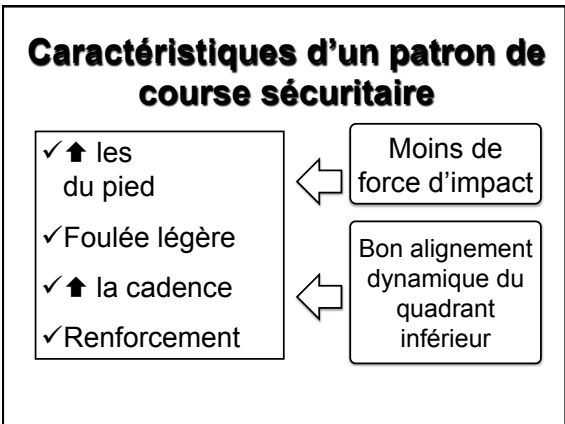 Caractéristiques d'un patron de
course sécuritaire
✓⬆ les
du pied
✓Foulée légère
✓⬆ la cadence
✓Renforcement
Moins de
force d'impact
Bon alignement
dynamique du
quadrant
inférieur